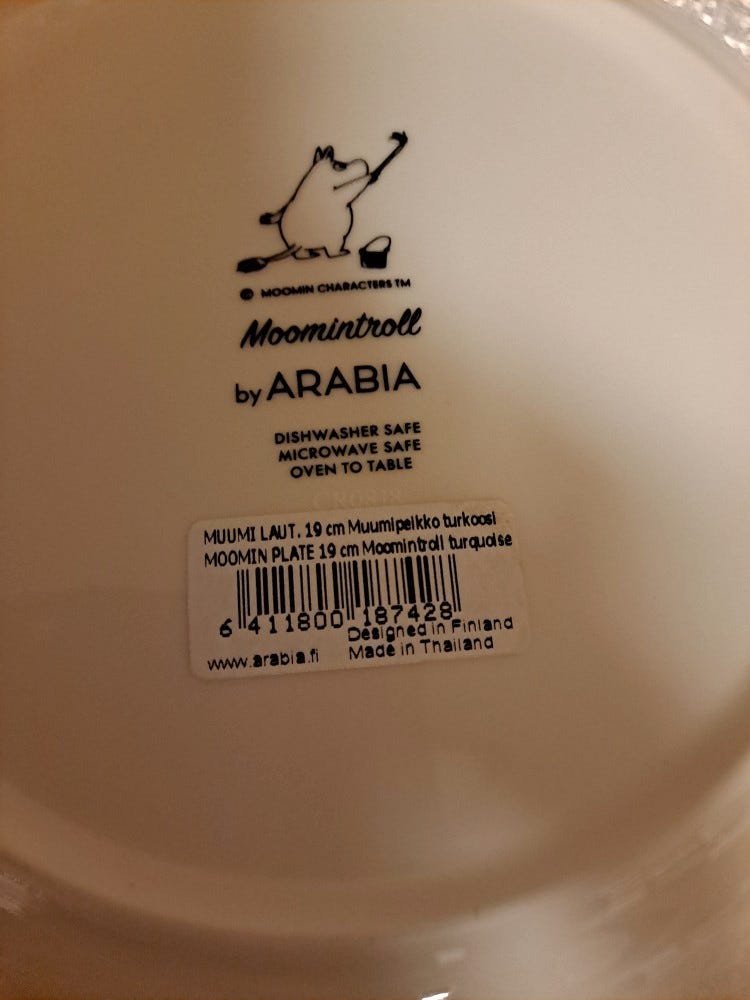 © MOOMIN CHARACTERS TM
Moomintroll
by ARABIA
DISHWASHER SAFE
MICROWAVE SAFE
OVEN TO TABLE
MUUMI LAUT. 19 cm Muumipeikko turkoosi
MOOMIN PLATE 19 cm Moomintroll turquoise
6 411800 187428
Designed in Finland
www.arabia.fi Made in Thailand